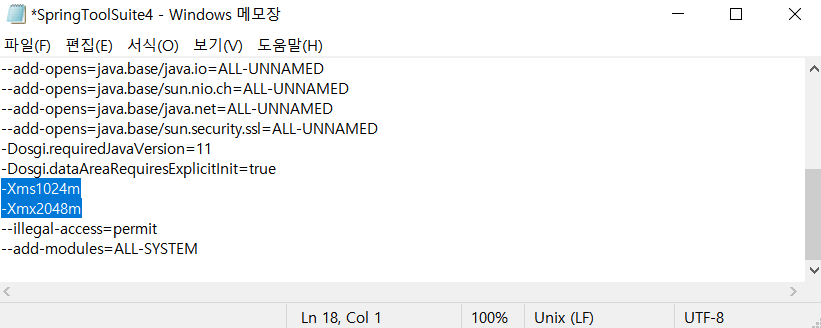 *SpringToolSuite4 - Windows 메모장
파일(F) 편집(E) 서식(O) 보기(V) 도움말(H)
--add-opens=java.base/java.io=ALL-UNNAMED
--add-opens=java.base/sun.nio.ch=ALL-UNNAMED
--add-opens=java.base/java.net=ALL-UNNAMED
--add-opens=java.base/sun.security.ssl=ALL-UNNAMED
-Dosgi.requiredJavaVersion=11
-Dosgi.dataAreaRequiresExplicitInit=true
-Xms1024m
-Xmx2048m
--illegal-access=permit
--add-modules=ALL-SYSTEM
Ln 18, Col 1 100% Unix (LF) UTF-8